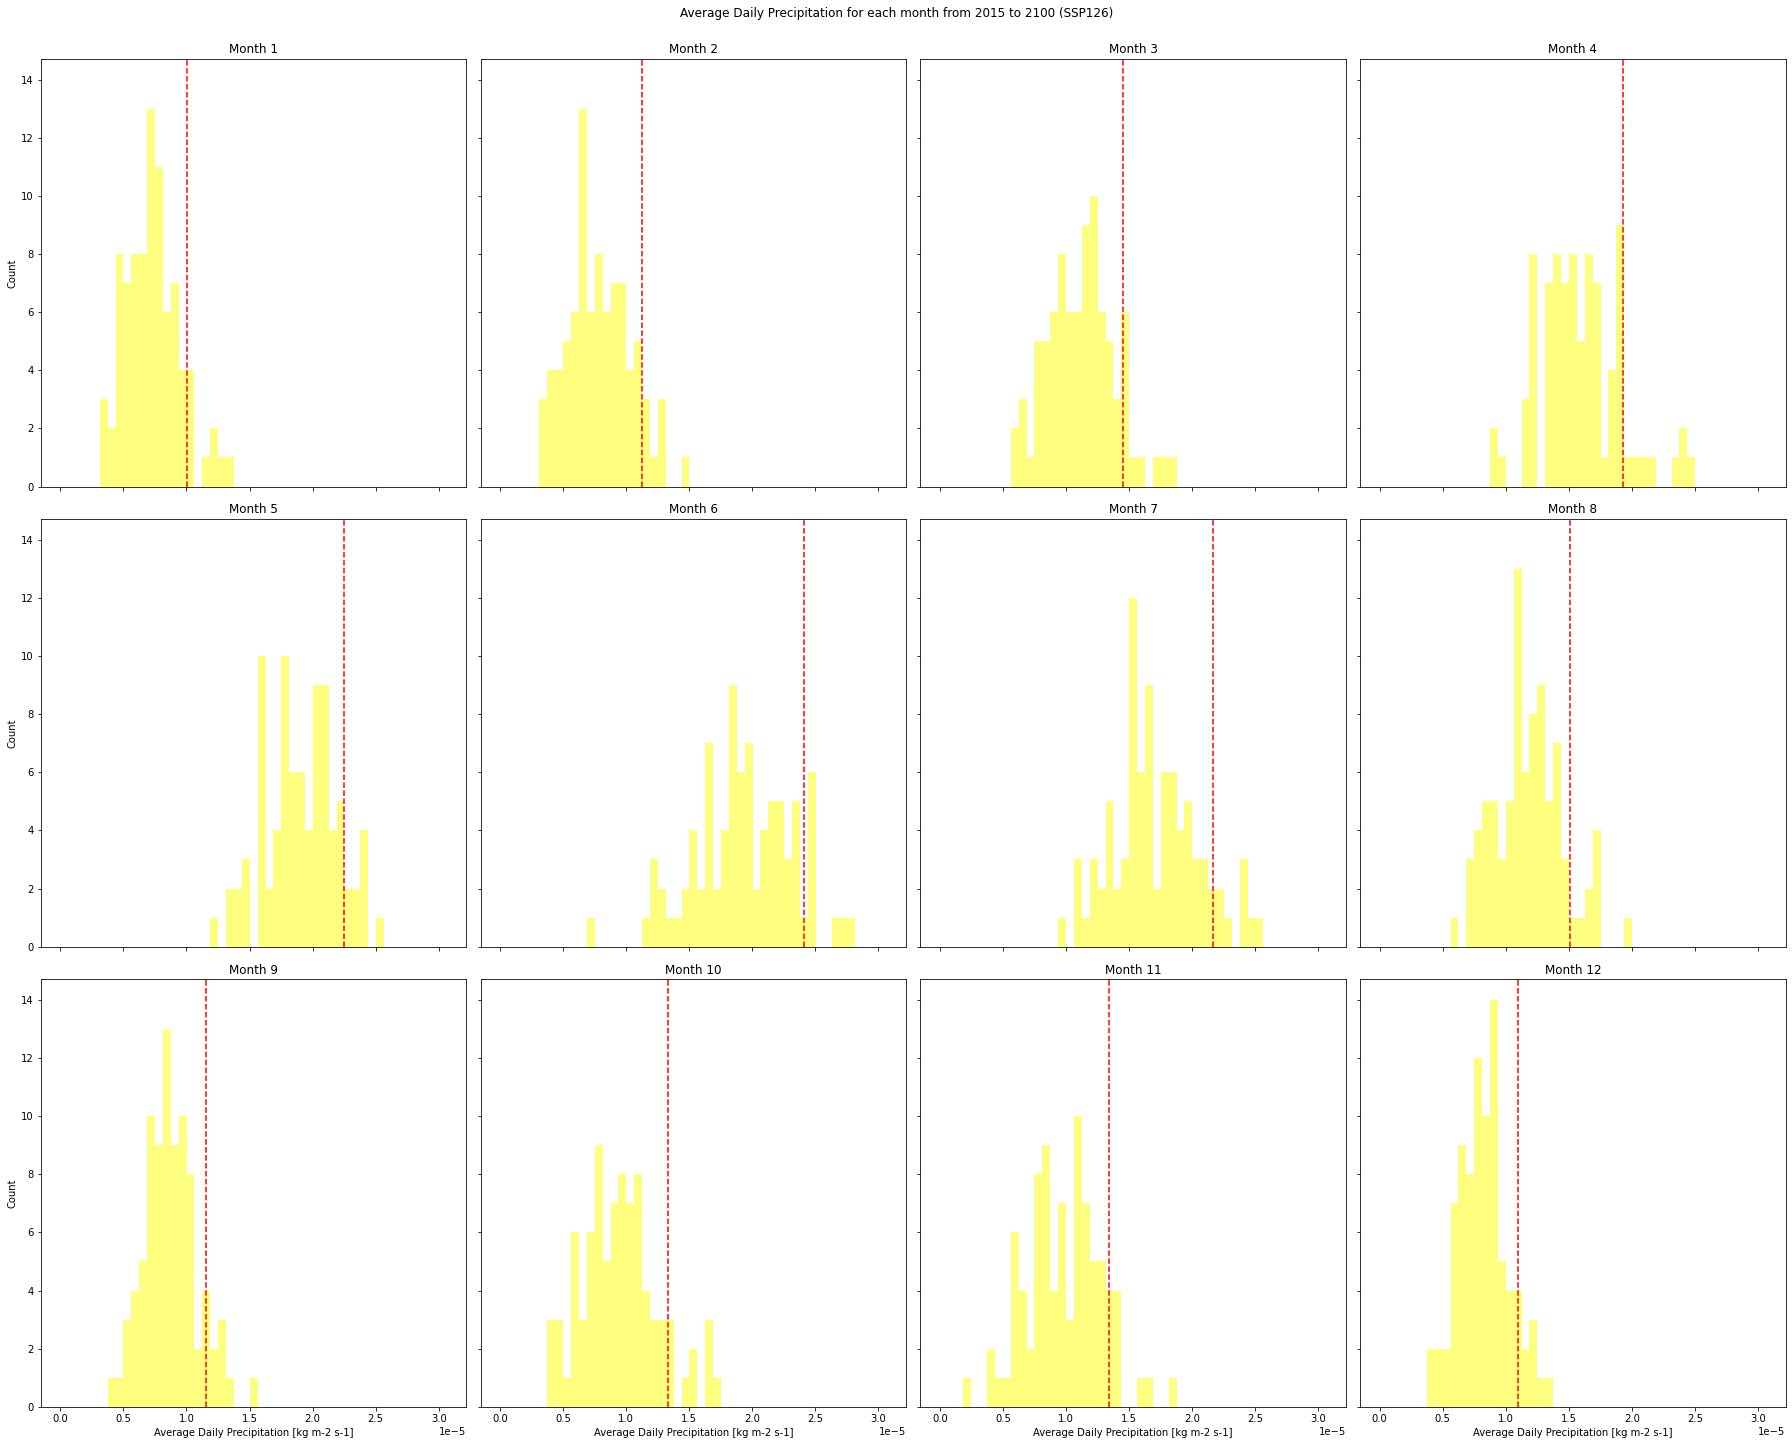 Average Daily Precipitation for each month from 2015 to 2100 (SSP126)
Month 1
Month 2
Month 3
Month 4
14
12
10
8
6
4
2
0
Count
Month 5
Month 6
Month 7
Month 8
14
12
10
8
6
4
2
0
Count
Month 9
Month 10
Month 11
Month 12
14
12
10
8
6
4
2
0
Count
0.0 0.5 1.0 1.5 2.0 2.5 3.0
0.0 0.5 1.0 1.5 2.0 2.5 3.0
0.0 0.5 1.0 1.5 2.0 2.5 3.0
0.0 0.5 1.0 1.5 2.0 2.5 3.0
Average Daily Precipitation [kg m-2 s-1] 1e−5
Average Daily Precipitation [kg m-2 s-1] 1e−5
Average Daily Precipitation [kg m-2 s-1] 1e−5
Average Daily Precipitation [kg m-2 s-1] 1e−5